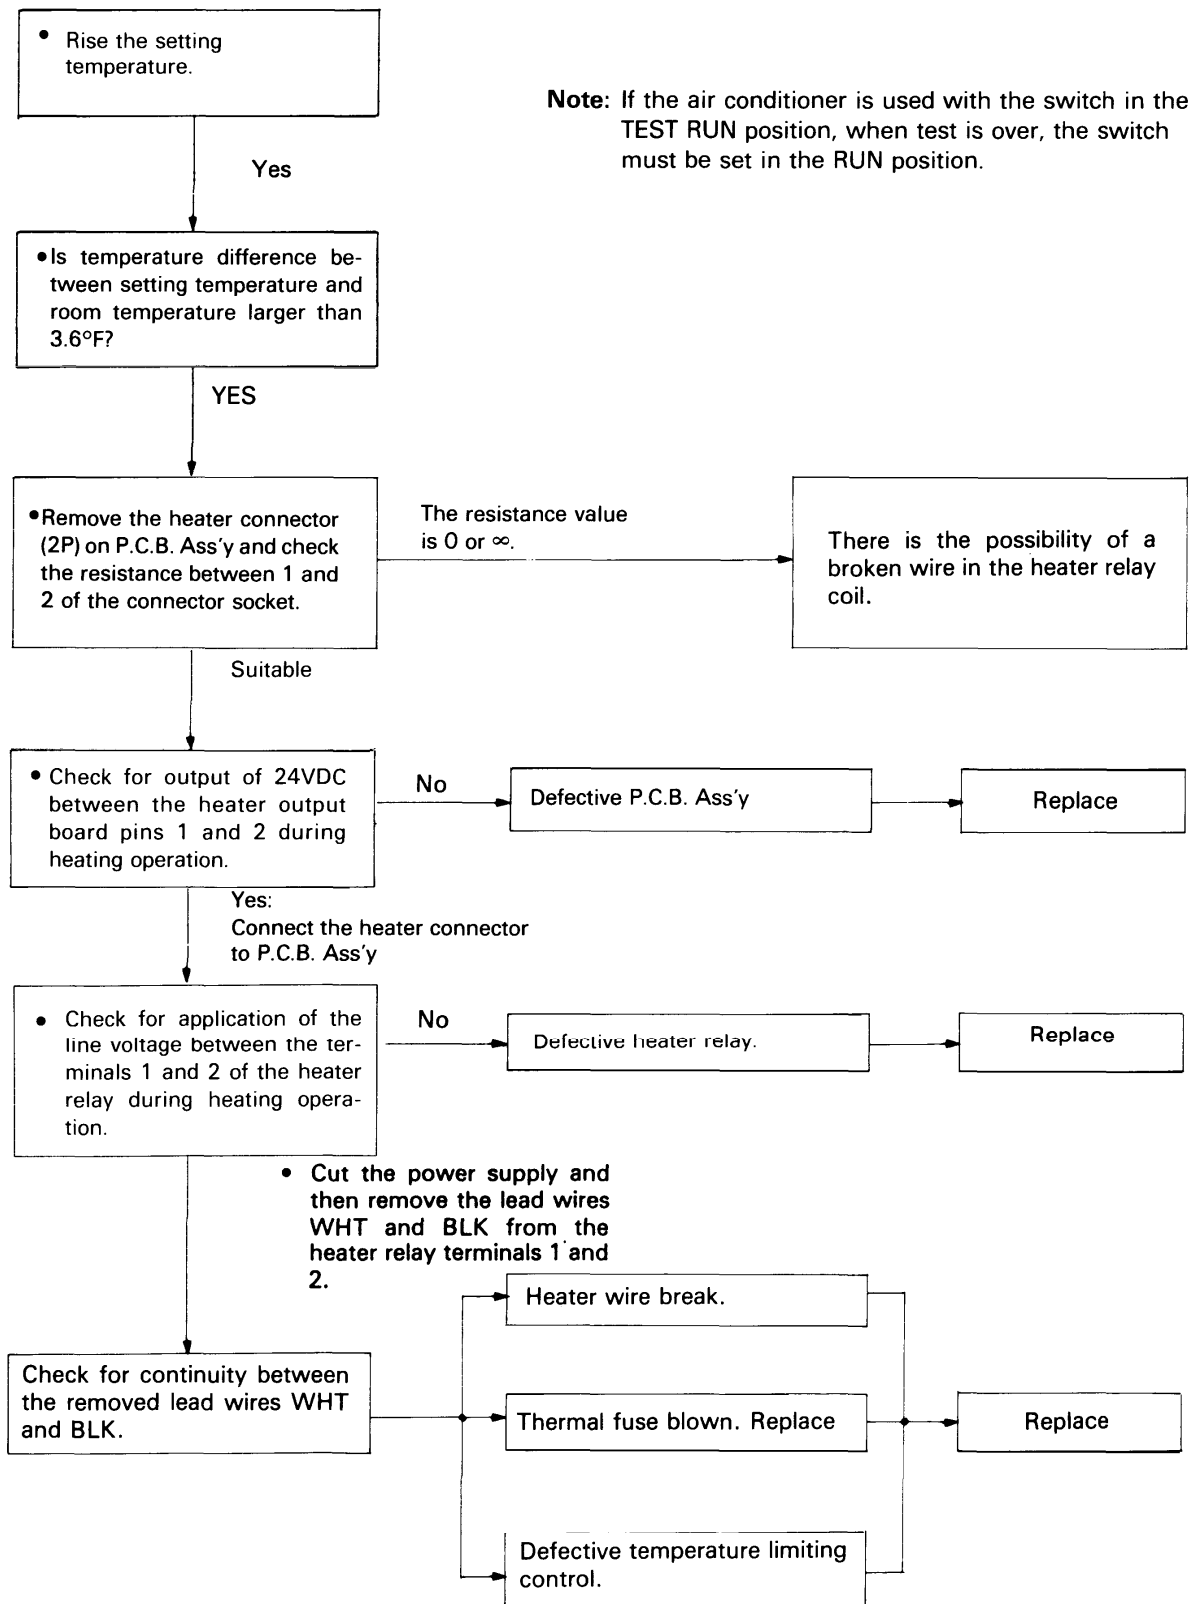 • Rise the setting
temperature.
Note: If the air conditioner is used with the switch in the
TEST RUN position, when test is over, the switch
must be set in the RUN position.
Yes
• Is temperature difference be-
tween setting temperature and
room temperature larger than
3.6°F?
YES
• Remove the heater connector
(2P) on P.C.B. Ass'y and check
the resistance between 1 and
2 of the connector socket.
The resistance value
is 0 or ∞.
There is the possibility of a
broken wire in the heater relay
coil.
Suitable
• Check for output of 24VDC
between the heater output
board pins 1 and 2 during
heating operation.
No
Defective P.C.B. Ass'y
Replace
Yes:
Connect the heater connector
to P.C.B. Ass'y
• Check for application of the
line voltage between the ter-
minals 1 and 2 of the heater
relay during heating opera-
tion.
No
Defective heater relay.
Replace
• Cut the power supply and
then remove the lead wires
WHT and BLK from the
heater relay terminals 1 and
2.
Heater wire break.
Check for continuity between
the removed lead wires WHT
and BLK.
Thermal fuse blown. Replace
Replace
Defective temperature limiting
control.